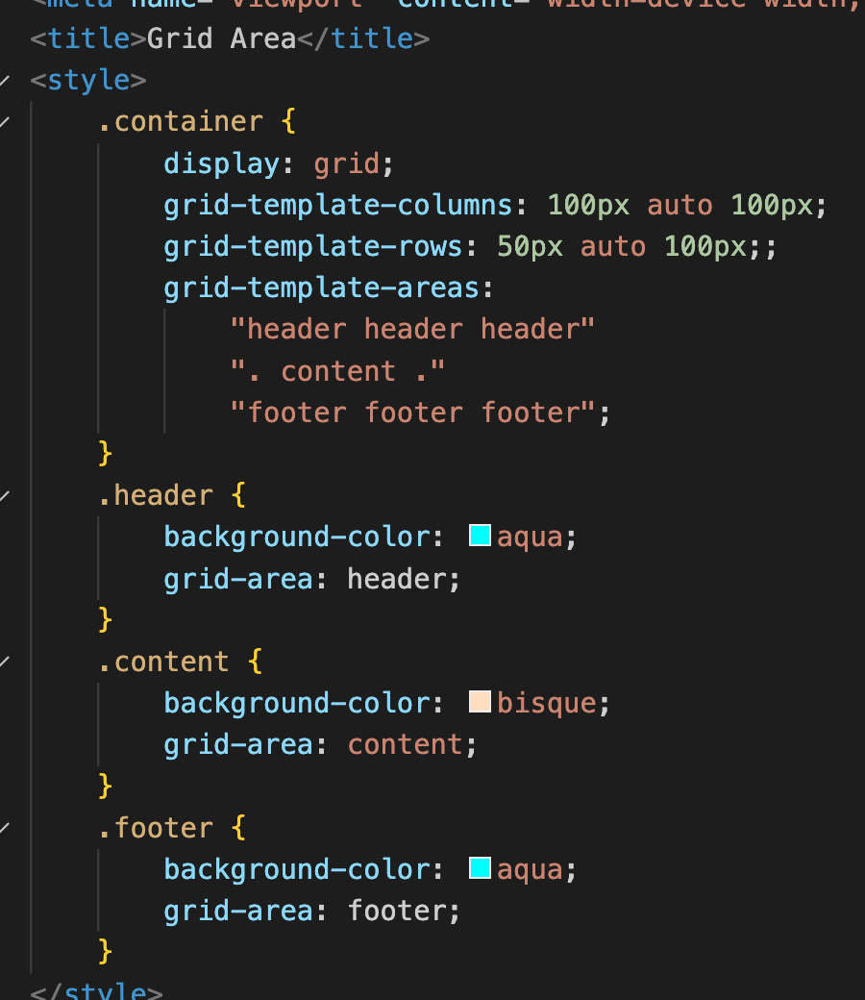 <meta name="viewport" content="width=device-width,
<title>Grid Area</title>
<style>
.container {
display: grid;
grid-template-columns: 100px auto 100px;
grid-template-rows: 50px auto 100px;;
grid-template-areas:
"header header header"
". content ."
"footer footer footer";
}
.header {
background-color: aqua;
grid-area: header;
}
.content {
background-color: bisque;
grid-area: content;
}
.footer {
background-color: aqua;
grid-area: footer;
}
</style>